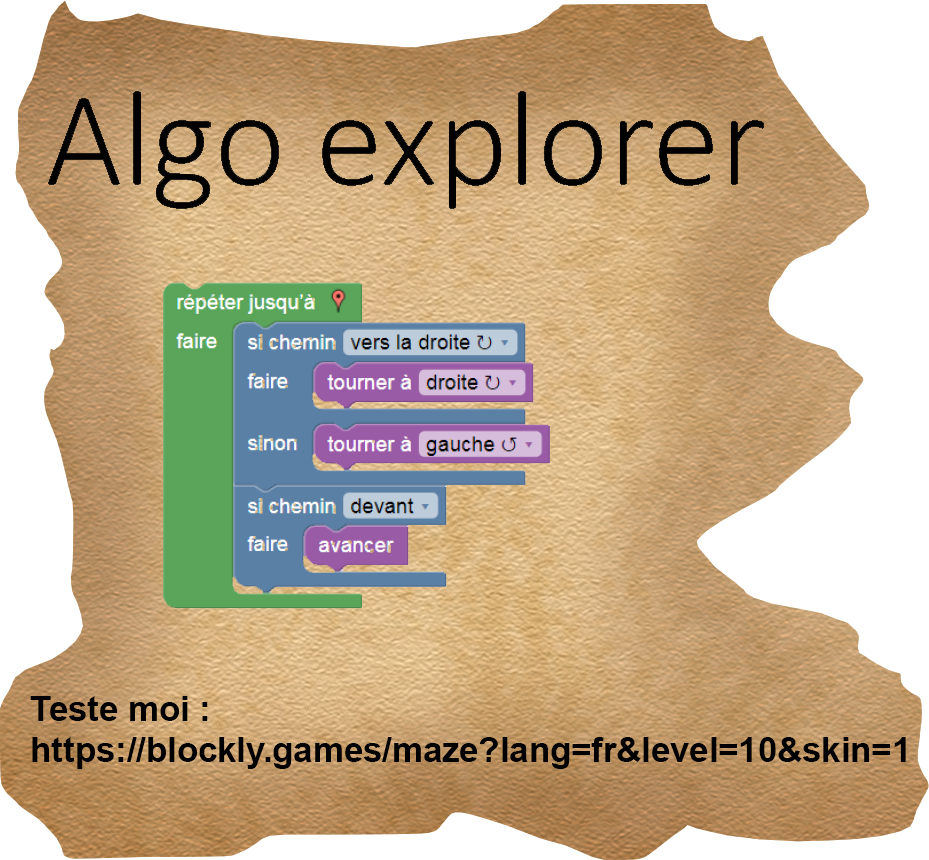 Algo explorer
répéter jusqu'à
faire si chemin vers la droite ↻
faire tourner à droite ↻
sinon tourner à gauche ↺
si chemin devant
faire avancer
Teste moi :
https://blockly.games/maze?lang=fr&level=10&skin=1